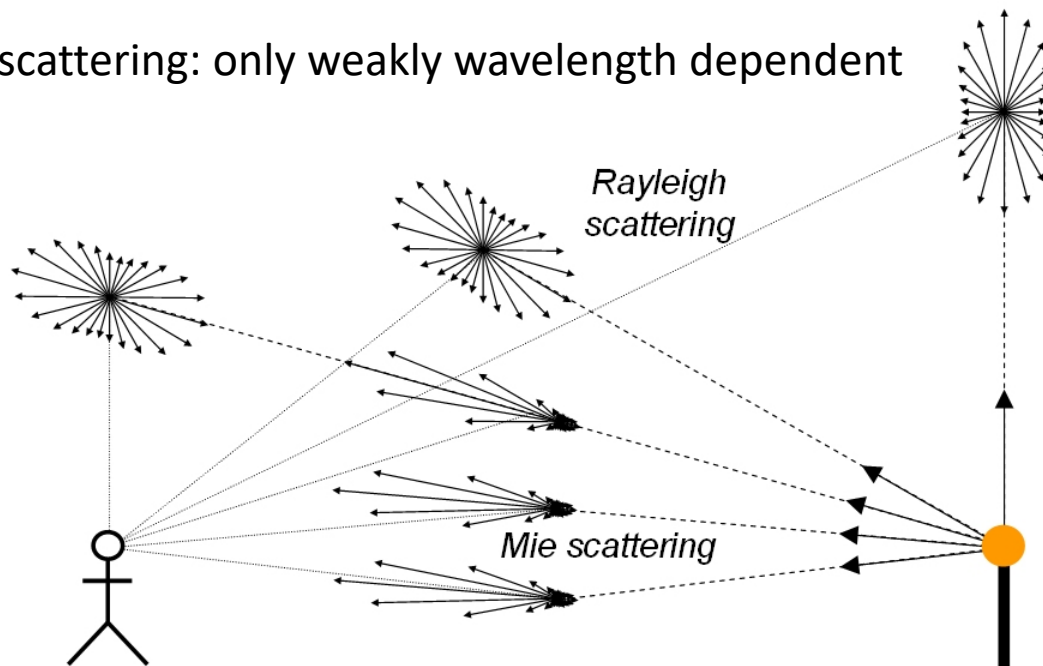 scattering: only weakly wavelength dependent
Rayleigh
scattering
Mie scattering